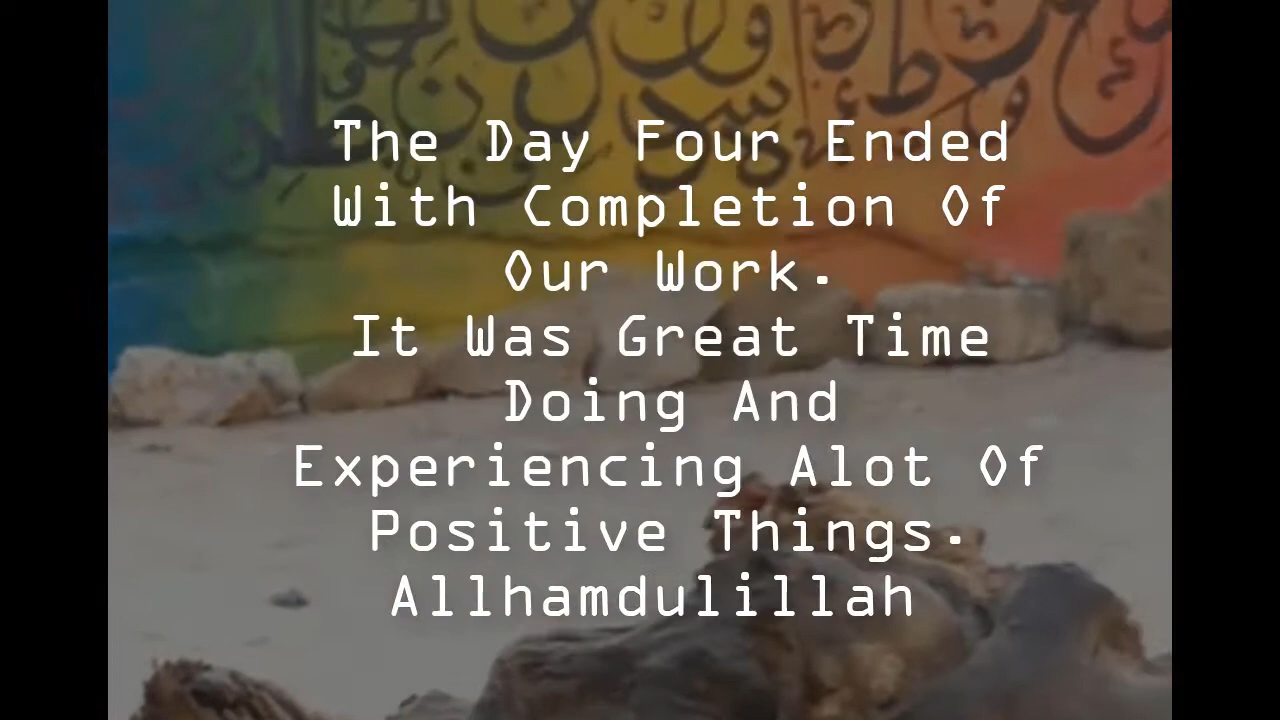 The Day Four Ended
With Completion Of
Our Work.
It Was Great Time
Doing And
Experiencing Alot Of
Positive Things.
Allhamdulillah